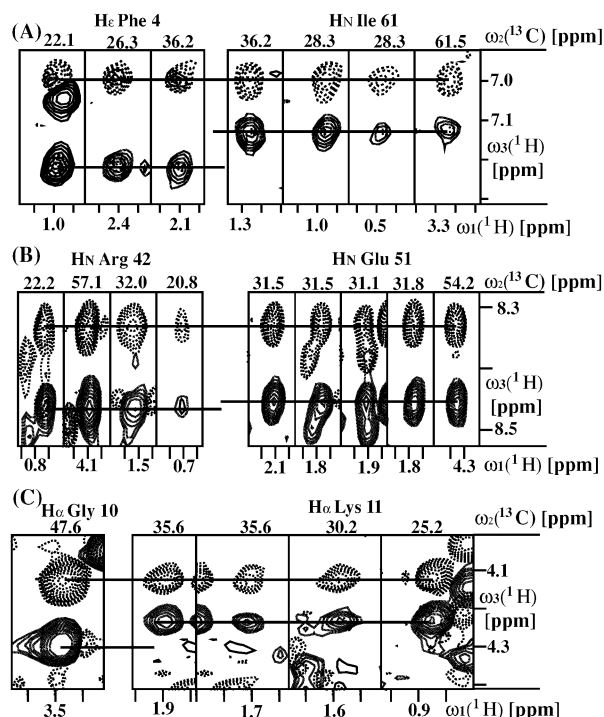 (A) Hε Phe 4 HN Ile 61
22.1 26.3 36.2 36.2 28.3 28.3 61.5 ω2(13C) [ppm]
7.0
7.1
ω3(1H)
[ppm]
1.0 2.4 2.1 1.3 1.0 0.5 3.3 ω1(1H) [ppm]
(B) HN Arg 42 HN Glu 51
22.2 57.1 32.0 20.8 31.5 31.5 31.1 31.8 54.2 ω2(13C) [ppm]
8.3
ω3(1H)
[ppm]
8.5
0.8 4.1 1.5 0.7 2.1 1.8 1.9 1.8 4.3 ω1(1H) [ppm]
(C) Hα Gly 10 Hα Lys 11
47.6 35.6 35.6 30.2 25.2 ω2(13C) [ppm]
4.1
ω3(1H)
[ppm]
4.3
3.5 1.9 1.7 1.6 0.9 ω1(1H) [ppm]